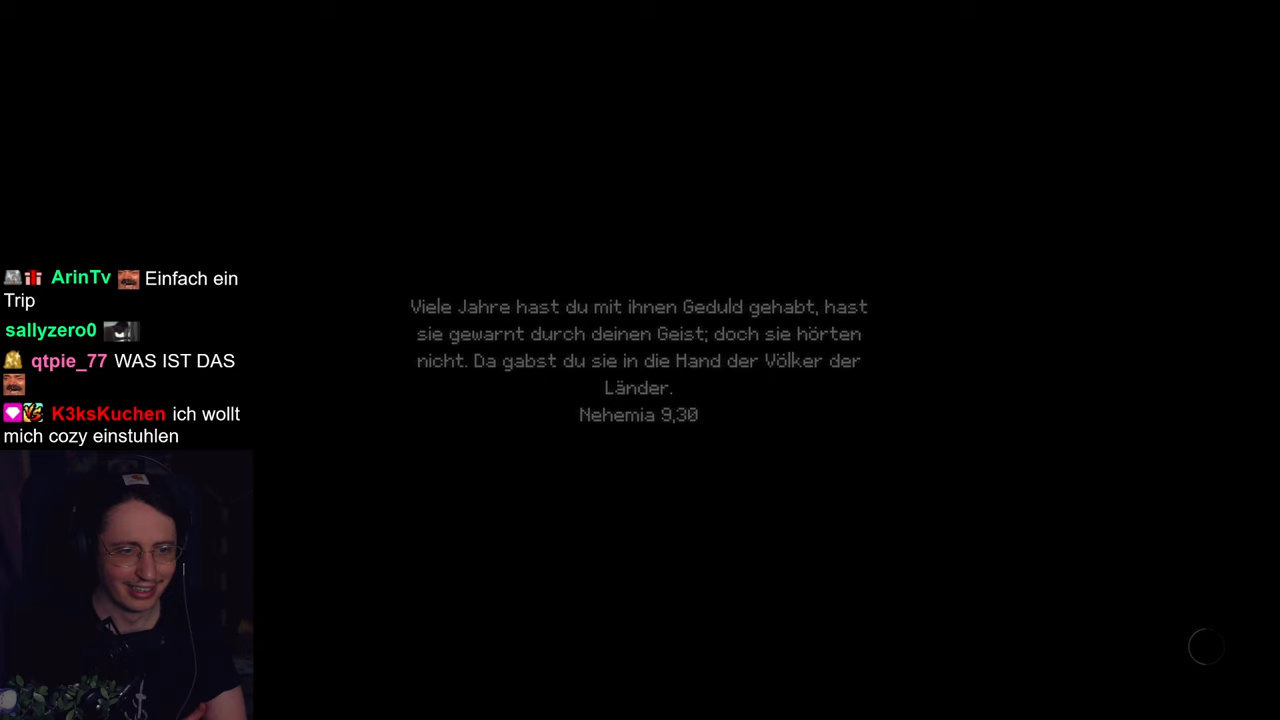 ArinTv Einfach ein
Trip
sallyzero0
qtpie_77 WAS IST DAS
K3ksKuchen ich wollt
mich cozy einstuhlen
Viele Jahre hast du mit ihnen Geduld gehabt, hast
sie gewarnt durch deinen Geist; doch sie hörten
nicht. Da gabst du sie in die Hand der Völker der
Länder.
Nehemia 9,30